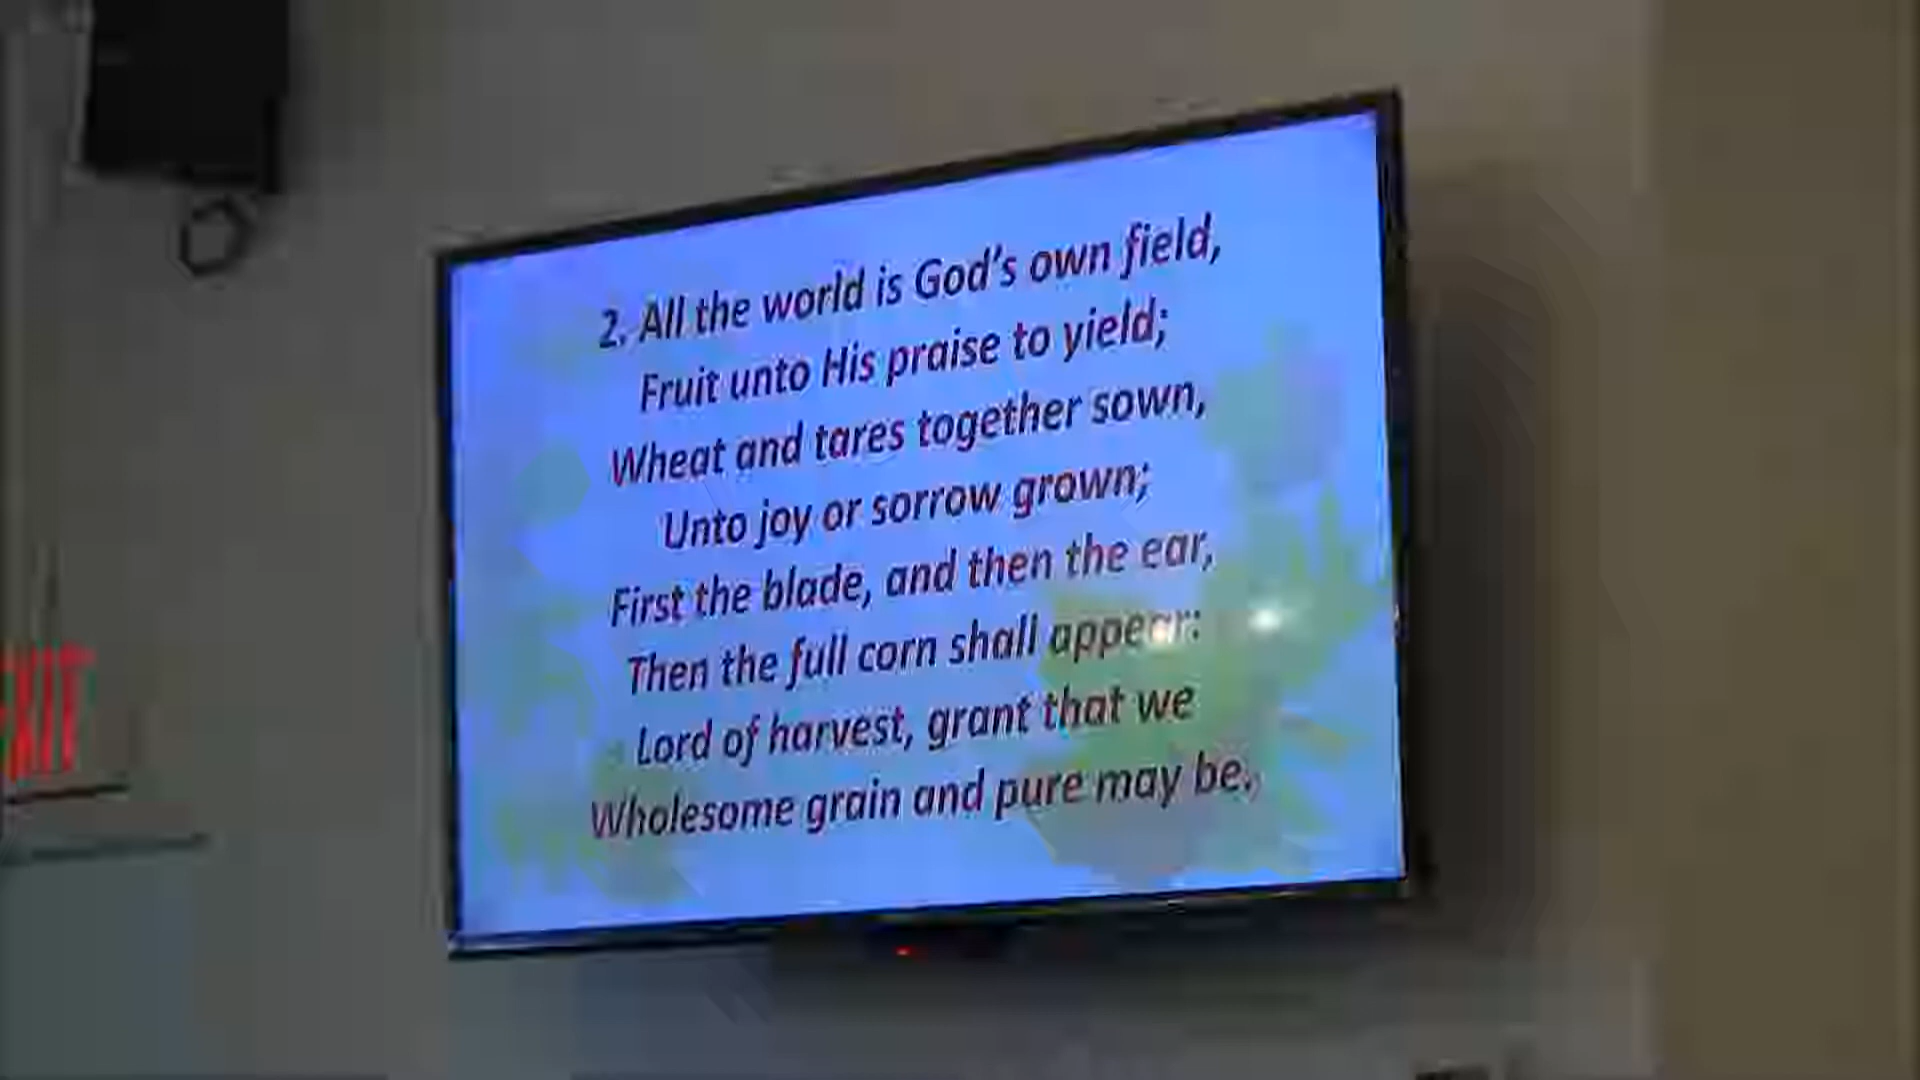 2. All the world is God's own field,
Fruit unto His praise to yield;
Wheat and tares together sown,
Unto joy or sorrow grown;
First the blade, and then the ear,
Then the full corn shall appear:
Lord of harvest, grant that we
Wholesome grain and pure may be.
EXIT